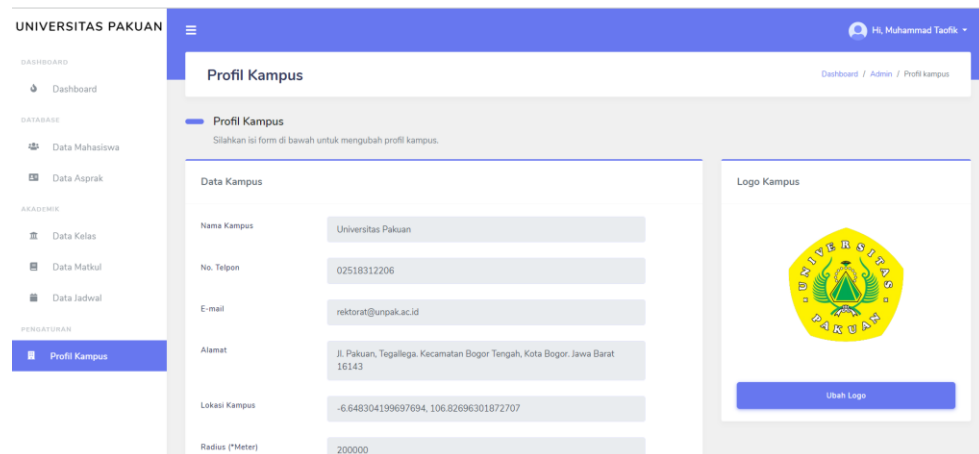 UNIVERSITAS PAKUAN
Hi, Muhammad Taofik
DASHBOARD
Dashboard
DATABASE
Data Mahasiswa
Data Asprak
AKADEMIK
Data Kelas
Data Matkul
Data Jadwal
PENGATURAN
Profil Kampus
Profil Kampus
Dashboard / Admin / Profil kampus
Profil Kampus
Silahkan isi form di bawah untuk mengubah profil kampus.
Data Kampus
Nama Kampus
Universitas Pakuan
No. Telpon
02518312206
E-mail
rektorat@unpak.ac.id
Alamat
Jl. Pakuan, Tegallega. Kecamatan Bogor Tengah, Kota Bogor. Jawa Barat
16143
Lokasi Kampus
-6.648304199697694, 106.82696301872707
Radius (*Meter)
200000
Logo Kampus
UNIVERSITAS
PAKUAN
Ubah Logo